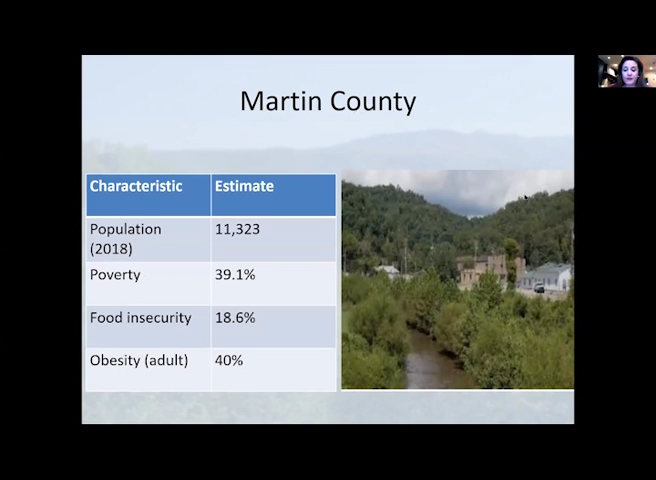 Martin County
Characteristic Estimate
Population (2018) 11,323
Poverty 39.1%
Food insecurity 18.6%
Obesity (adult) 40%